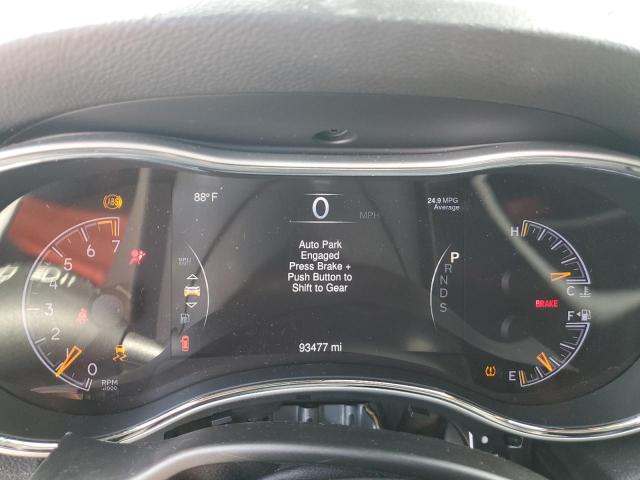 88°F
0
MPH
24.9 MPG
Average
ABS
7
6
5
4
3
2
1
0
RPM
x1000
Auto Park
Engaged
Press Brake +
Push Button to
Shift to Gear
93477 mi
P
R
N
D
S
H
C
BRAKE
F
E